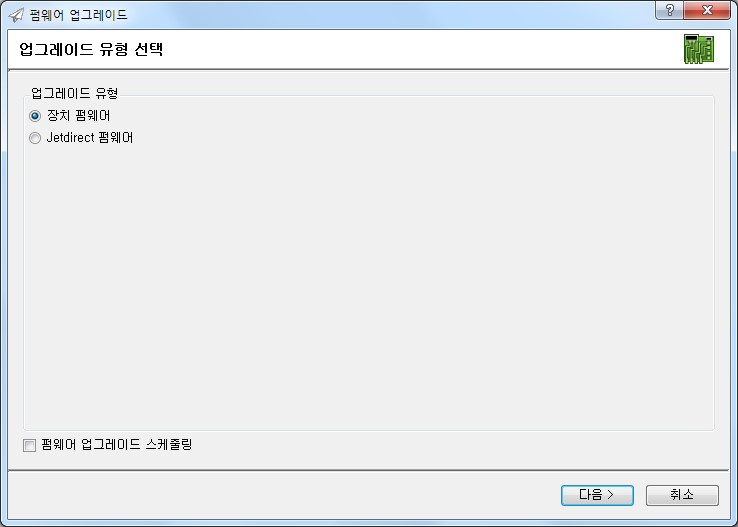 펌웨어 업그레이드
업그레이드 유형 선택
업그레이드 유형
장치 펌웨어
Jetdirect 펌웨어
펌웨어 업그레이드 스케줄링
다음 >
취소